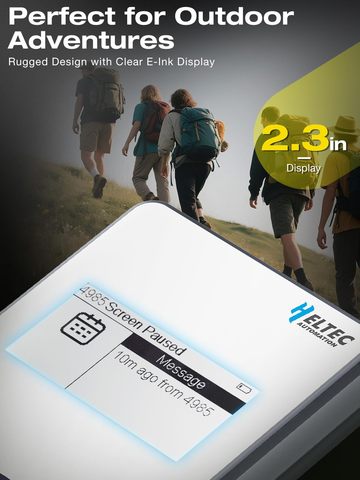 Perfect for Outdoor
Adventures
Rugged Design with Clear E-Ink Display
2.3in
Display
HELTEC
AUTOMATION
4985 Screen Paused
Message
10m ago from 4985